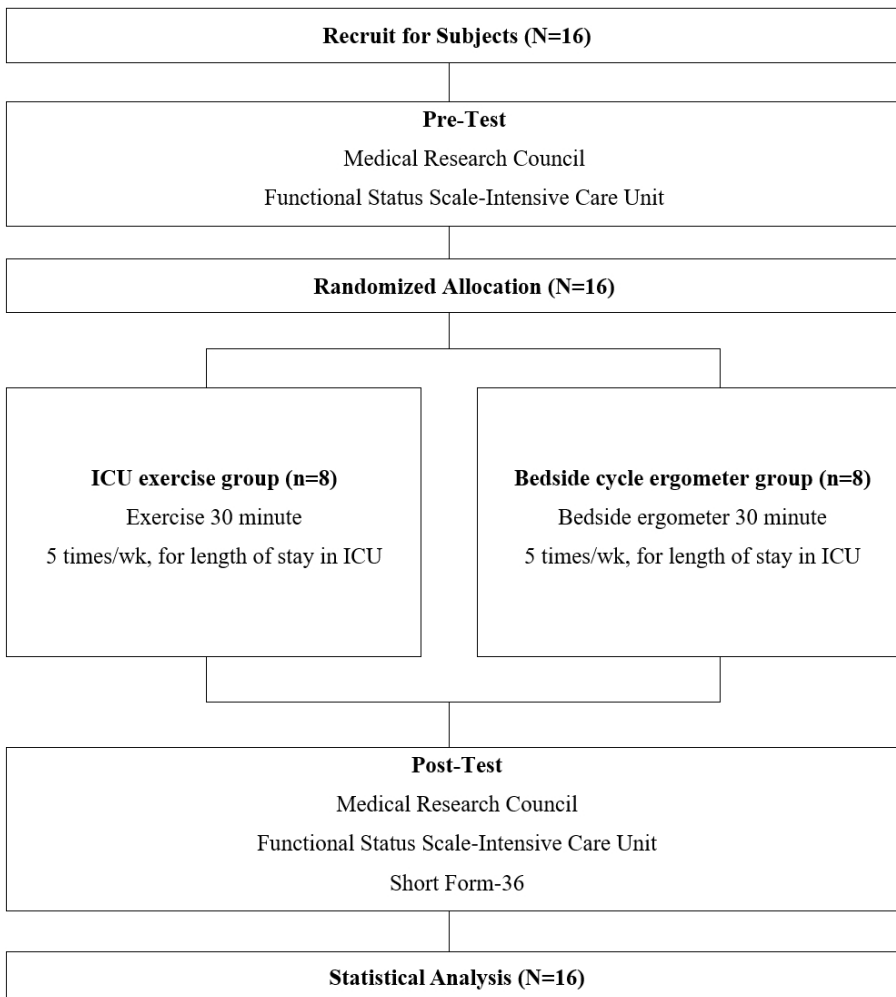 Recruit for Subjects (N=16)
Pre-Test
Medical Research Council
Functional Status Scale-Intensive Care Unit
Randomized Allocation (N=16)
ICU exercise group (n=8)
Exercise 30 minute
5 times/wk, for length of stay in ICU
Bedside cycle ergometer group (n=8)
Bedside ergometer 30 minute
5 times/wk, for length of stay in ICU
Post-Test
Medical Research Council
Functional Status Scale-Intensive Care Unit
Short Form-36
Statistical Analysis (N=16)